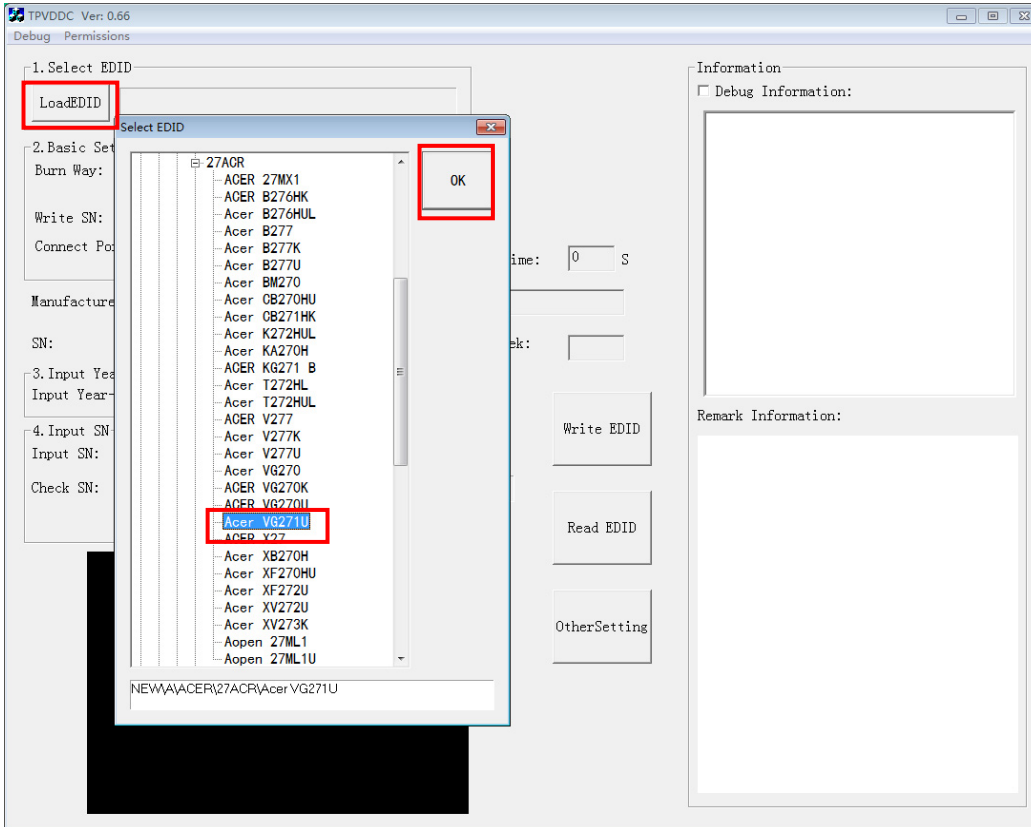 TPVDDC Ver: 0.66
Debug Permissions
1.Select EDID
LoadEDID
Select EDID
27ACR
ACER 27MX1
ACER B276HK
Acer B276HUL
Acer B277
Acer B277K
Acer B277U
Acer BM270
Acer CB270HU
Acer CB271HK
Acer K272HUL
Acer KA270H
ACER KG271 B
Acer T272HL
Acer T272HUL
ACER V277
Acer V277K
Acer V277U
Acer VG270
ACER VG270K
ACER VG270U
Acer VG271U
ACER X27
Acer XB270H
Acer XF270HU
Acer XF272U
Acer XV272U
Acer XV273K
Aopen 27ML1
Aopen 27ML1U
NEW\A\ACER\27ACR\Acer VG271U
OK
2.Basic Set
Burn Way:
Write SN:
Connect Po
ime: 0 S
Manufacture
SN:
ek:
3.Input Yea
Input Year-
4.Input SN
Input SN:
Check SN:
Write EDID
Read EDID
OtherSetting
Information
Debug Information:
Remark Information: